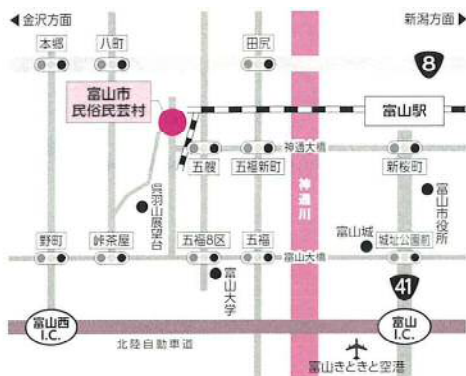 ◀金沢方面
新潟方面▶
本郷
八町
田尻
8
富山市
民俗民芸村
富山駅
神通大橋
五艘
五福新町
新桜町
神通川
呉羽山展望台
富山市役所
富山城
野町
峠茶屋
五福8区
五福
富山大橋
城址公園前
富山大学
41
富山西
I.C.
富山
I.C.
北陸自動車道
富山きときと空港